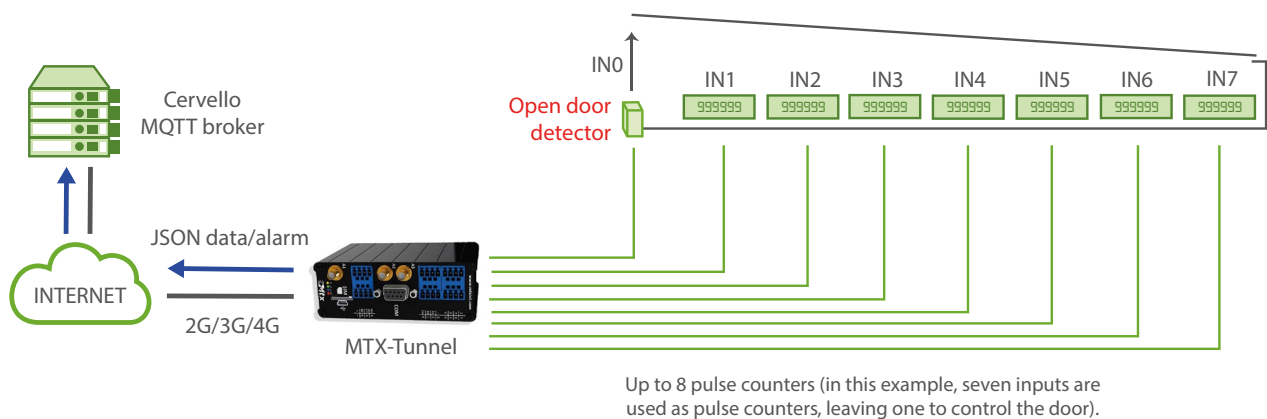 Cervello
MQTT broker
INTERNET
JSON data/alarm
2G/3G/4G
MTX-Tunnel
COM
IN0
Open door
detector
IN1 IN2 IN3 IN4 IN5 IN6 IN7
999999 999999 999999 999999 999999 999999 999999
Up to 8 pulse counters (in this example, seven inputs are
used as pulse counters, leaving one to control the door).